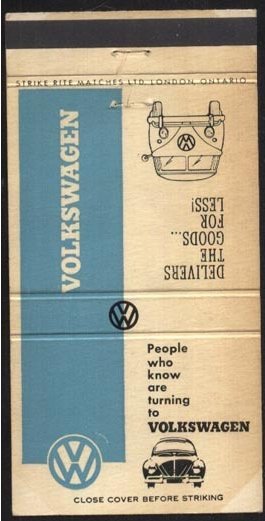 STRIKE RITE MATCHES LTD. LONDON, ONTARIO
VOLKSWAGEN
DELIVERS
THE
GOODS...
FOR
LESS!
People
who
know
are
turning
to
VOLKSWAGEN
CLOSE COVER BEFORE STRIKING